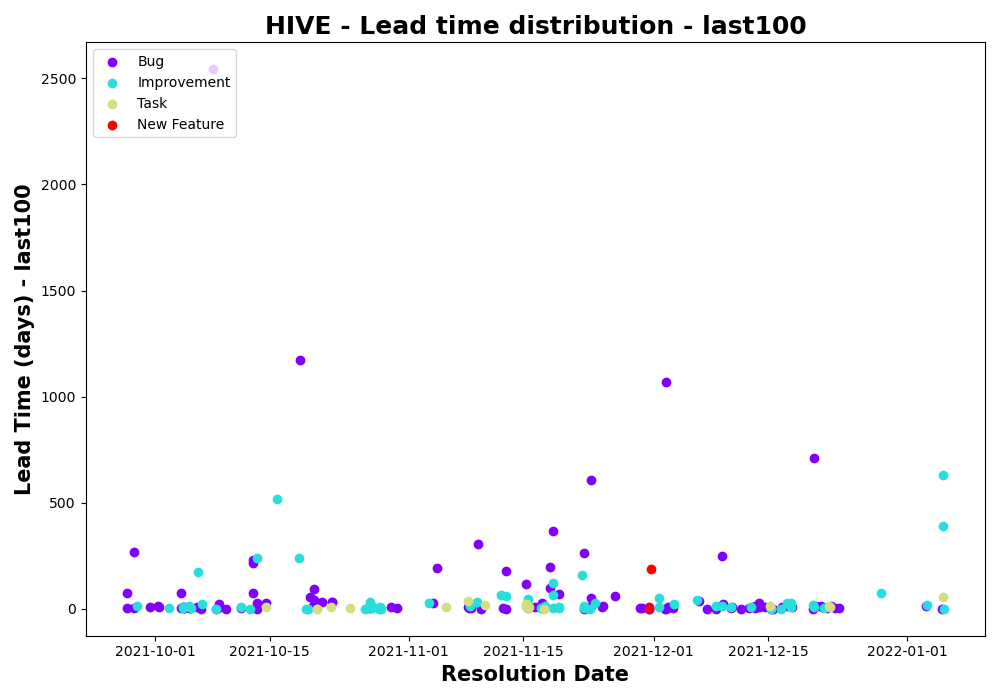 HIVE - Lead time distribution - last100
Bug
Improvement
Task
New Feature
2500
2000
1500
1000
500
0
Lead Time (days) - last100
2021-10-01
2021-10-15
2021-11-01
2021-11-15
2021-12-01
2021-12-15
2022-01-01
Resolution Date